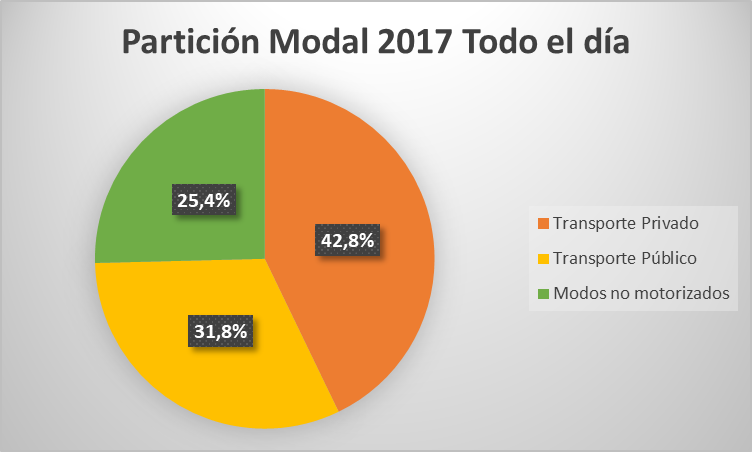 Partición Modal 2017 Todo el día
25,4%
42,8%
31,8%
Transporte Privado
Transporte Público
Modos no motorizados